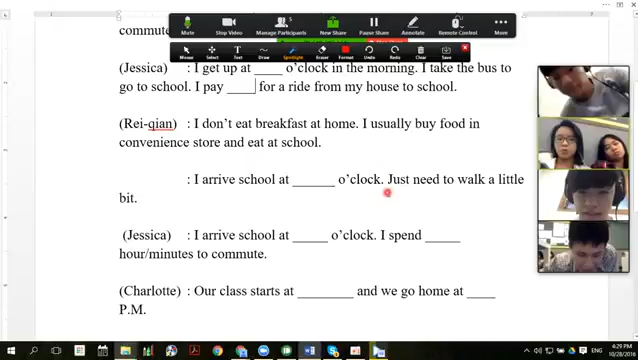 Mute Stop Video Manage Participants 5 New Share Pause Share Annotate Remote Control More
Mouse Select Text Draw Spotlight Eraser Format Undo Redo Clear Save
commute
(Jessica) : I get up at ____ o’clock in the morning. I take the bus to
go to school. I pay ____ for a ride from my house to school.
(Rei-qian) : I don’t eat breakfast at home. I usually buy food in
convenience store and eat at school.
: I arrive school at ______ o’clock. Just need to walk a little
bit.
(Jessica) : I arrive school at _____ o’clock. I spend _____
hour/minutes to commute.
(Charlotte) : Our class starts at ________ and we go home at ____
P.M.
4:29 PM
10/28/2016